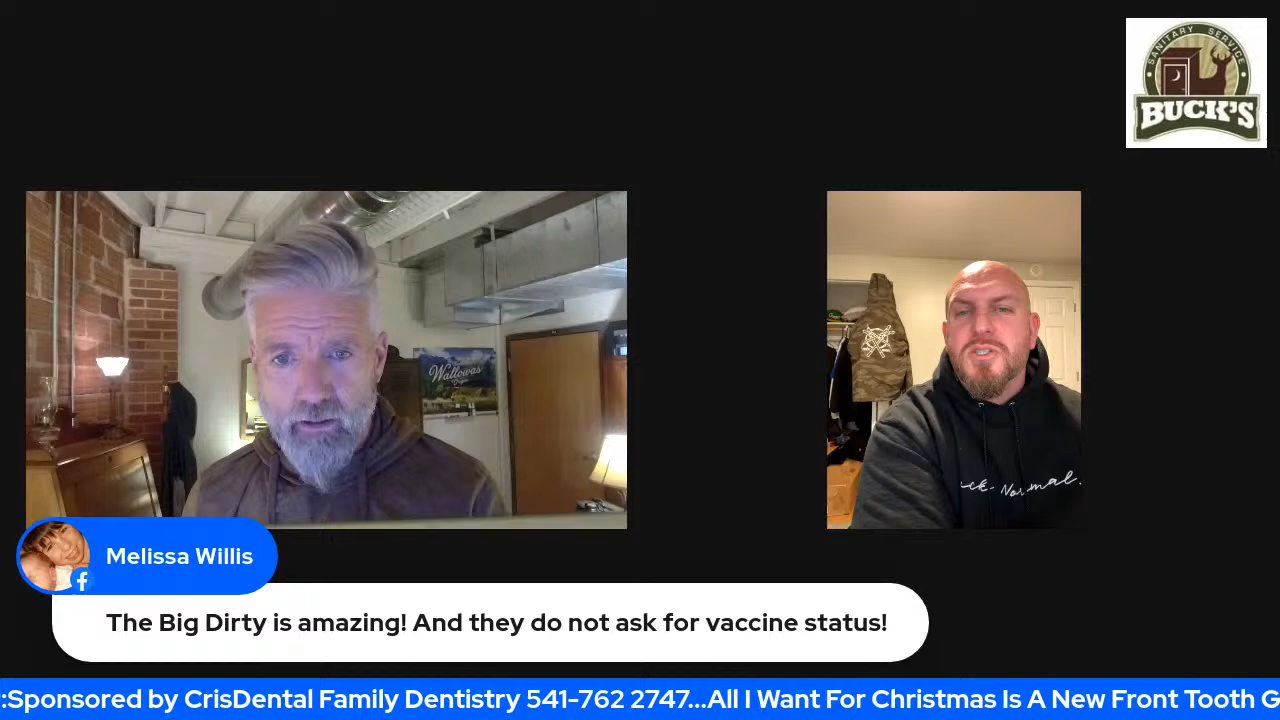 SANITARY SERVICE
BUCK'S
Wallowas
Normal.
Melissa Willis
The Big Dirty is amazing! And they do not ask for vaccine status!
:Sponsored by CrisDental Family Dentistry 541-762 2747...All I Want For Christmas Is A New Front Tooth G